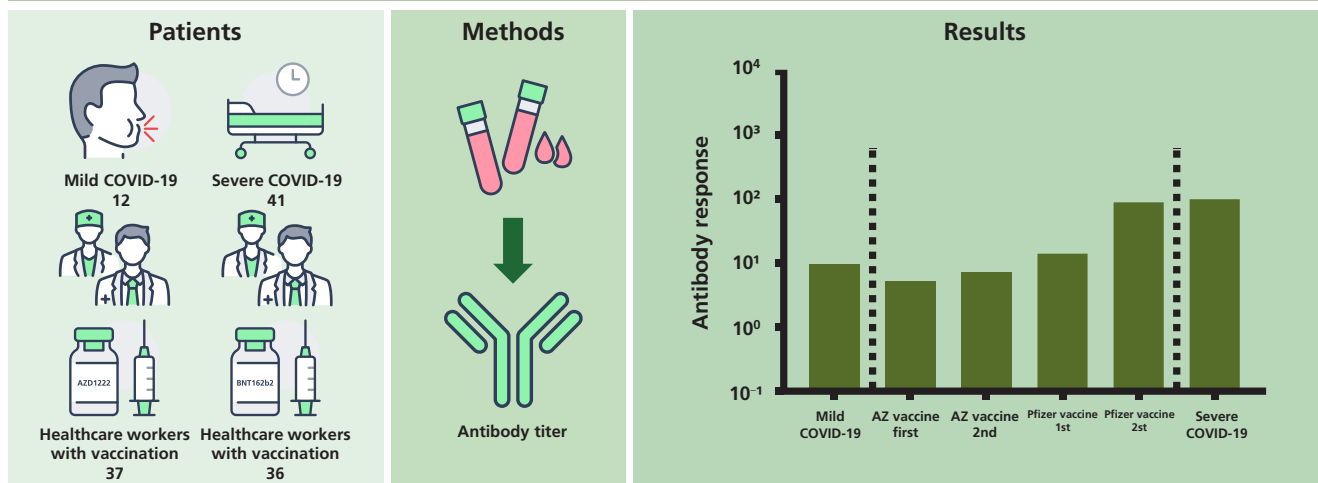 Patients
Mild COVID-19
12
Severe COVID-19
41
AZD1222
BNT162b2
Healthcare workers
with vaccination
37
Healthcare workers
with vaccination
36
Methods
Antibody titer
Results
Antibody response
10⁴
10³
10²
10¹
10⁰
10⁻¹
Mild
COVID-19
AZ vaccine
first
AZ vaccine
2nd
Pfizer vaccine
1st
Pfizer vaccine
2st
Severe
COVID-19